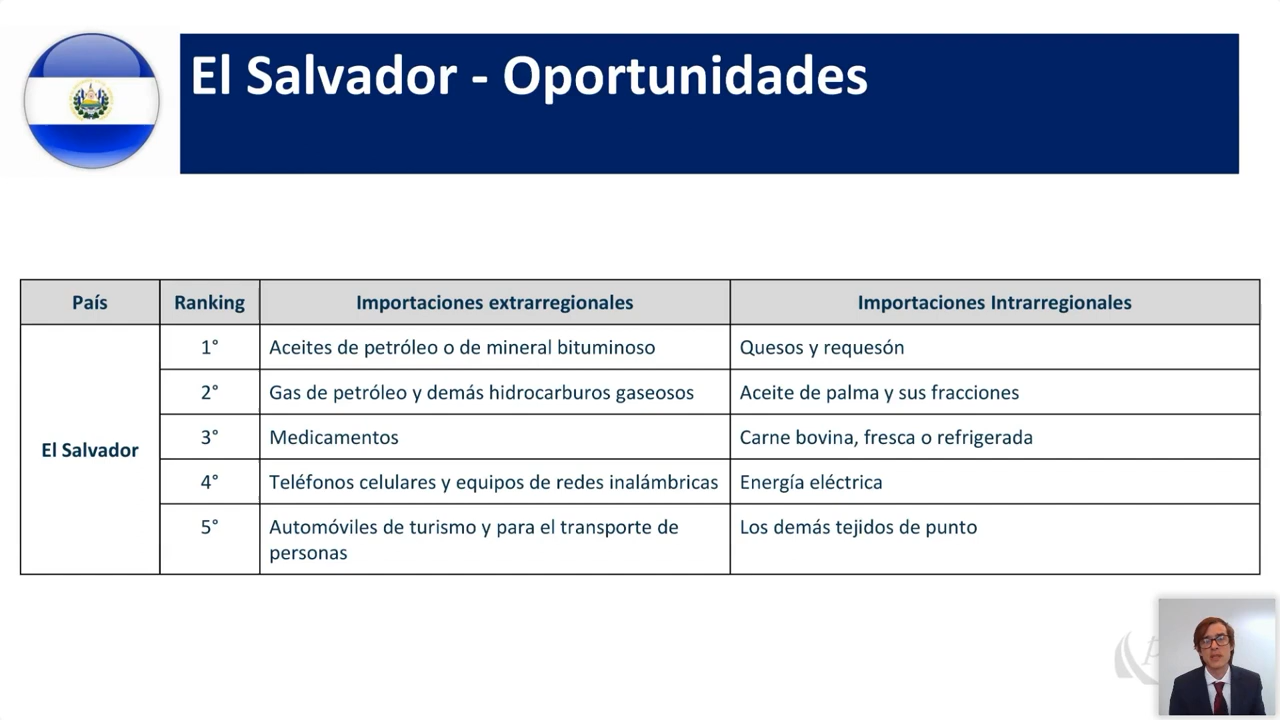 El Salvador - Oportunidades
País Ranking Importaciones extrarregionales Importaciones Intrarregionales
El Salvador
1° Aceites de petróleo o de mineral bituminoso Quesos y requesón
2° Gas de petróleo y demás hidrocarburos gaseosos Aceite de palma y sus fracciones
3° Medicamentos Carne bovina, fresca o refrigerada
4° Teléfonos celulares y equipos de redes inalámbricas Energía eléctrica
5° Automóviles de turismo y para el transporte de personas Los demás tejidos de punto